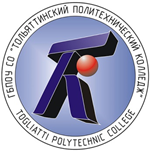 ГБПОУ СО "ТОЛЬЯТТИНСКИЙ ПОЛИТЕХНИЧЕСКИЙ КОЛЛЕДЖ"
TOGLIATTI POLYTECHNIC COLLEGE